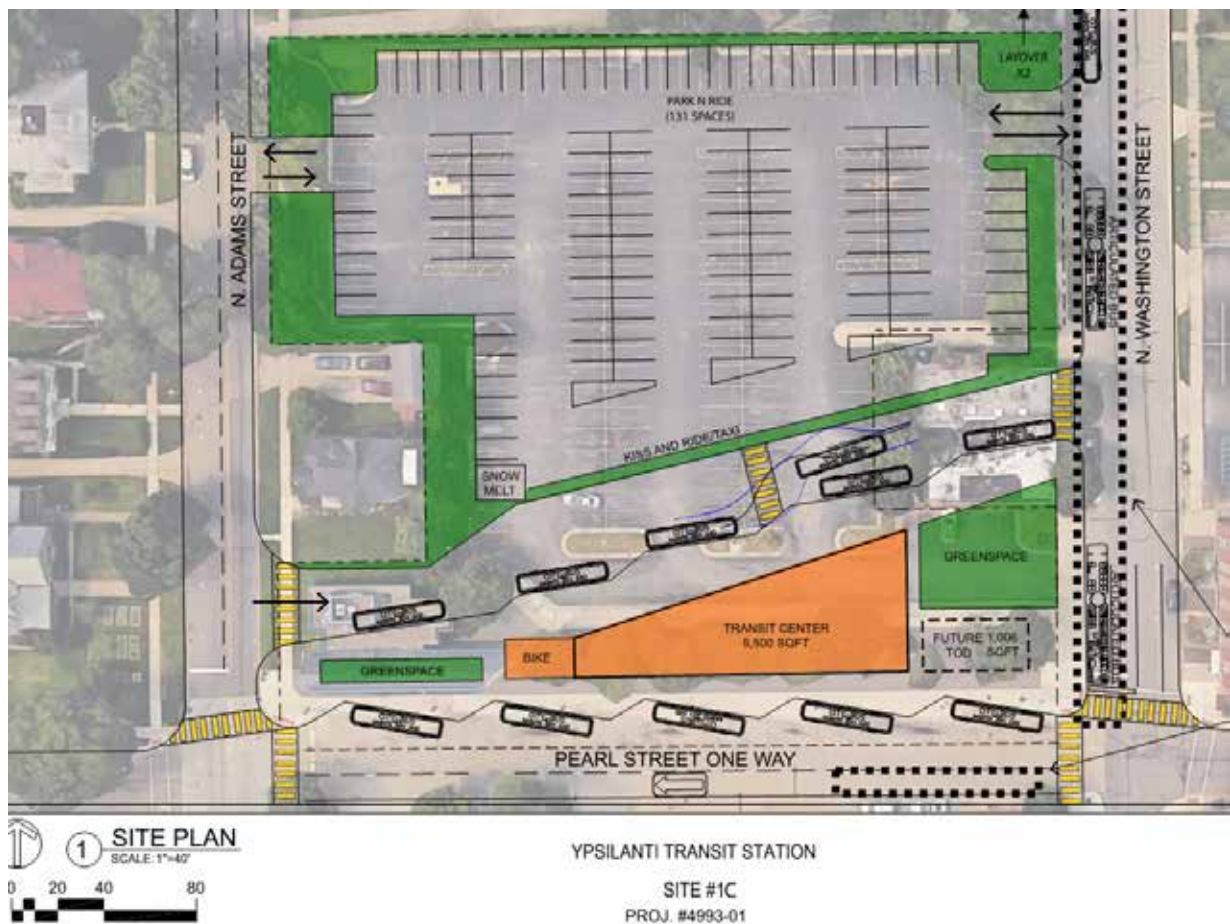 LAYOVER
X2
PARK N RIDE
(131 SPACES)
N. ADAMS STREET
N. WASHINGTON STREET
ARTICULATED BUS
KISS AND RIDE/TAXI
SNOW
MELT
GREENSPACE
TRANSIT CENTER
5,500 SQFT
BIKE
FUTURE 1,006
TOD SQFT
GREENSPACE
PEARL STREET ONE WAY
1 SITE PLAN
SCALE: 1"=40'
0 20 40 80
YPSILANTI TRANSIT STATION
SITE #1C
PROJ. #4993-01